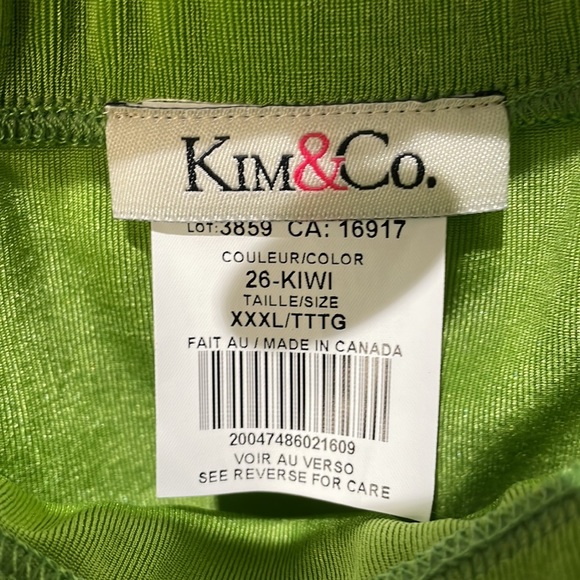 KIM&CO.
LOT:3859 CA: 16917
COULEUR/COLOR
26-KIWI
TAILLE/SIZE
XXXL/TTTG
FAIT AU / MADE IN CANADA
20047486021609
VOIR AU VERSO
SEE REVERSE FOR CARE